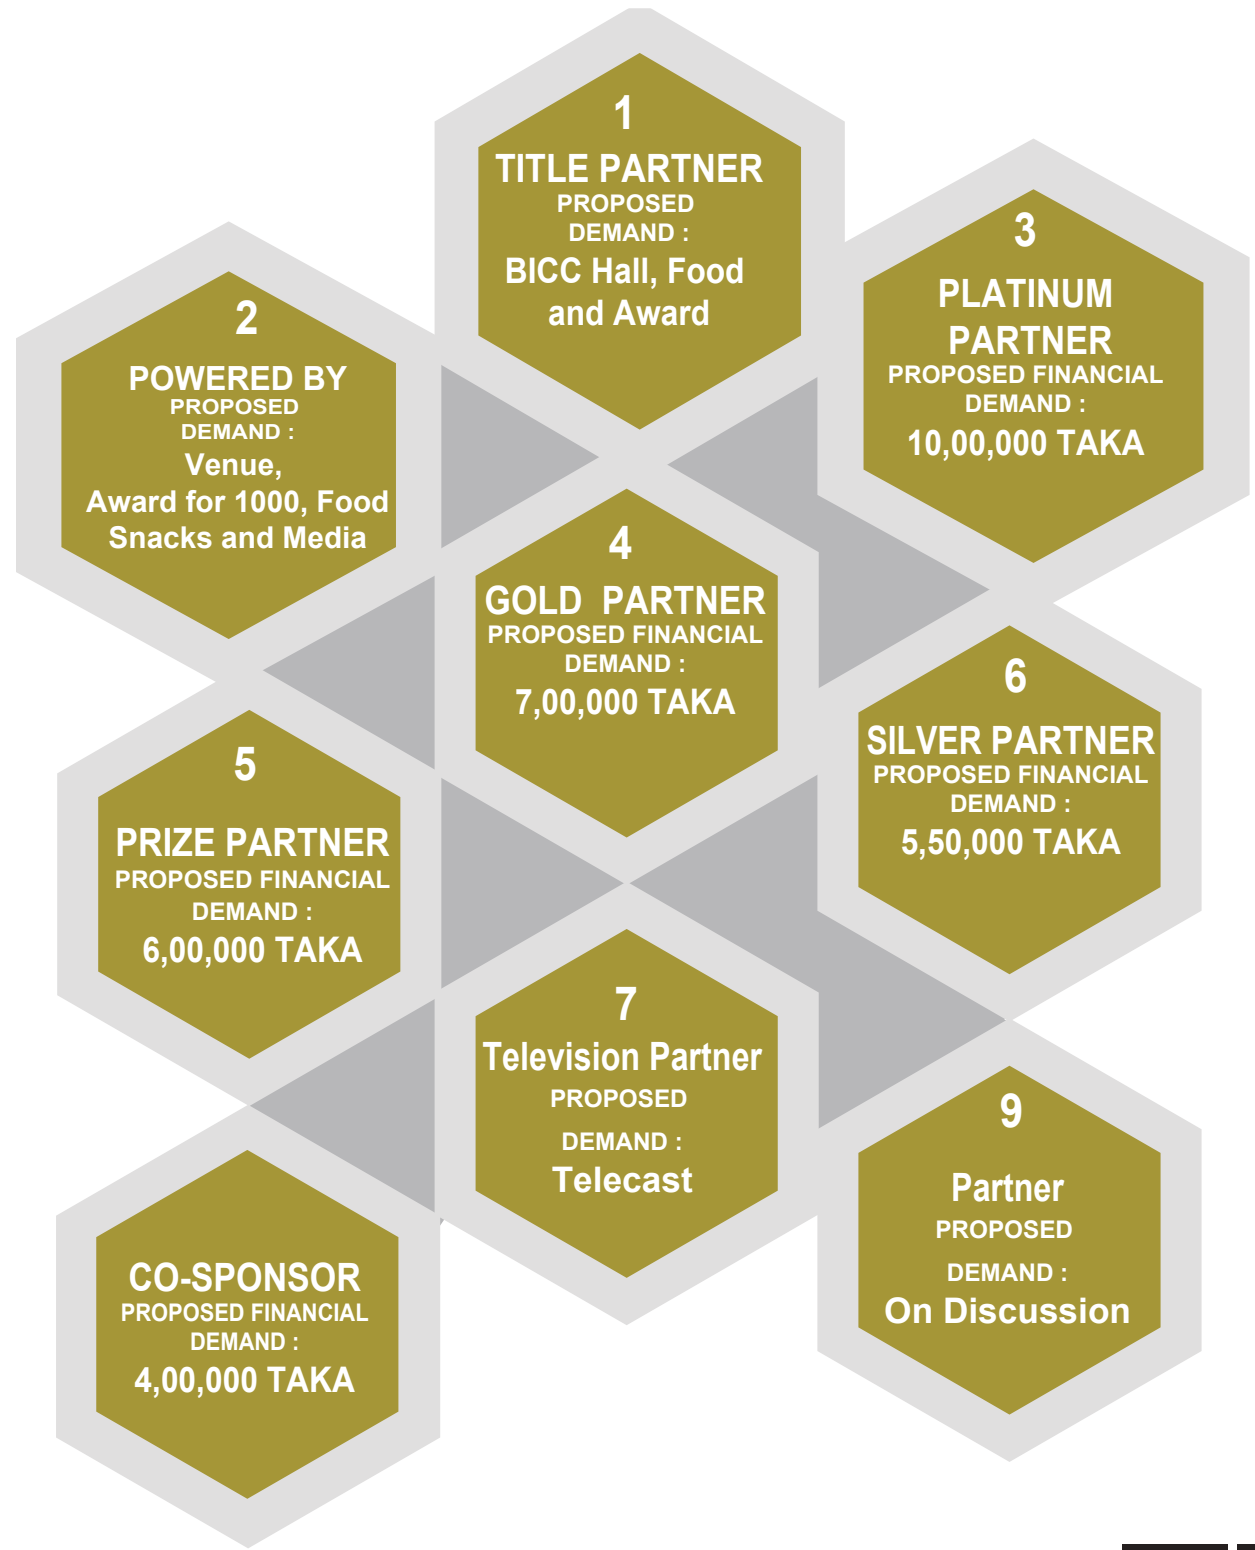 1
TITLE PARTNER
PROPOSED
DEMAND :
BICC Hall, Food
and Award
2
POWERED BY
PROPOSED
DEMAND :
Venue,
Award for 1000, Food
Snacks and Media
3
PLATINUM
PARTNER
PROPOSED FINANCIAL
DEMAND :
10,00,000 TAKA
4
GOLD  PARTNER
PROPOSED FINANCIAL
DEMAND :
7,00,000 TAKA
5
PRIZE PARTNER
PROPOSED FINANCIAL
DEMAND :
6,00,000 TAKA
6
SILVER PARTNER
PROPOSED FINANCIAL
DEMAND :
5,50,000 TAKA
7
Television Partner
PROPOSED
DEMAND :
Telecast
CO-SPONSOR
PROPOSED FINANCIAL
DEMAND :
4,00,000 TAKA
9
Partner
PROPOSED
DEMAND :
On Discussion